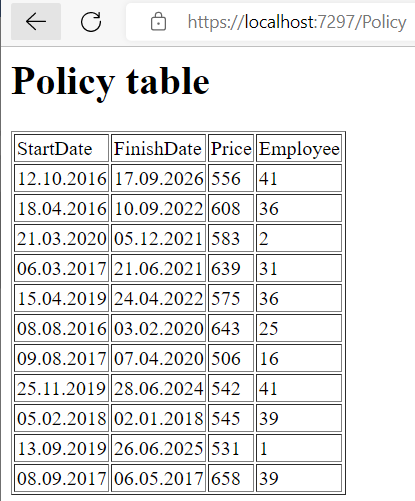 https://localhost:7297/Policy
Policy table
StartDate FinishDate Price Employee
12.10.2016 17.09.2026 556 41
18.04.2016 10.09.2022 608 36
21.03.2020 05.12.2021 583 2
06.03.2017 21.06.2021 639 31
15.04.2019 24.04.2022 575 36
08.08.2016 03.02.2020 643 25
09.08.2017 07.04.2020 506 16
25.11.2019 28.06.2024 542 41
05.02.2018 02.01.2018 545 39
13.09.2019 26.06.2025 531 1
08.09.2017 06.05.2017 658 39